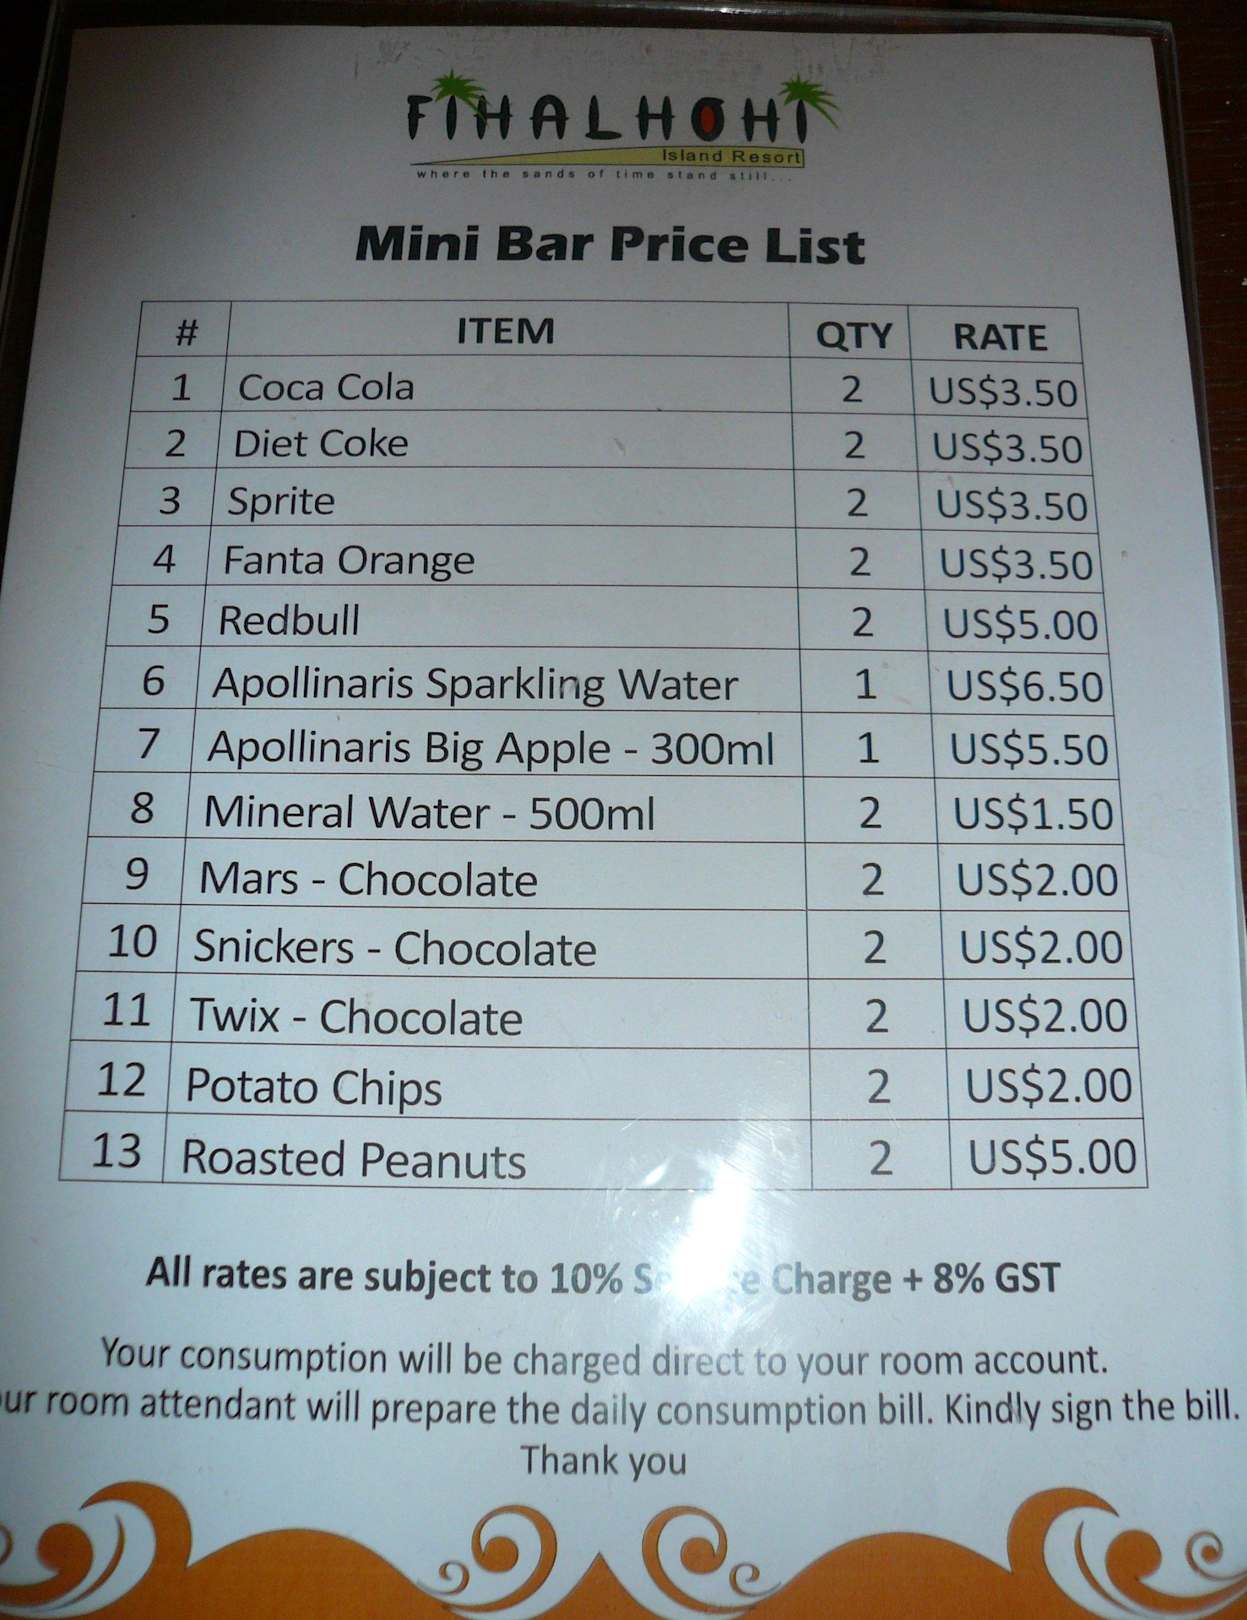 FIHALHOHI
Island Resort
where the sands of time stand still...
Mini Bar Price List
# ITEM QTY RATE
1 Coca Cola 2 US$3.50
2 Diet Coke 2 US$3.50
3 Sprite 2 US$3.50
4 Fanta Orange 2 US$3.50
5 Redbull 2 US$5.00
6 Apollinaris Sparkling Water 1 US$6.50
7 Apollinaris Big Apple - 300ml 1 US$5.50
8 Mineral Water - 500ml 2 US$1.50
9 Mars - Chocolate 2 US$2.00
10 Snickers - Chocolate 2 US$2.00
11 Twix - Chocolate 2 US$2.00
12 Potato Chips 2 US$2.00
13 Roasted Peanuts 2 US$5.00
All rates are subject to 10% Charge + 8% GST
Your consumption will be charged direct to your room account.
room attendant will prepare the daily consumption bill. Kindly sign the bill.
Thank you